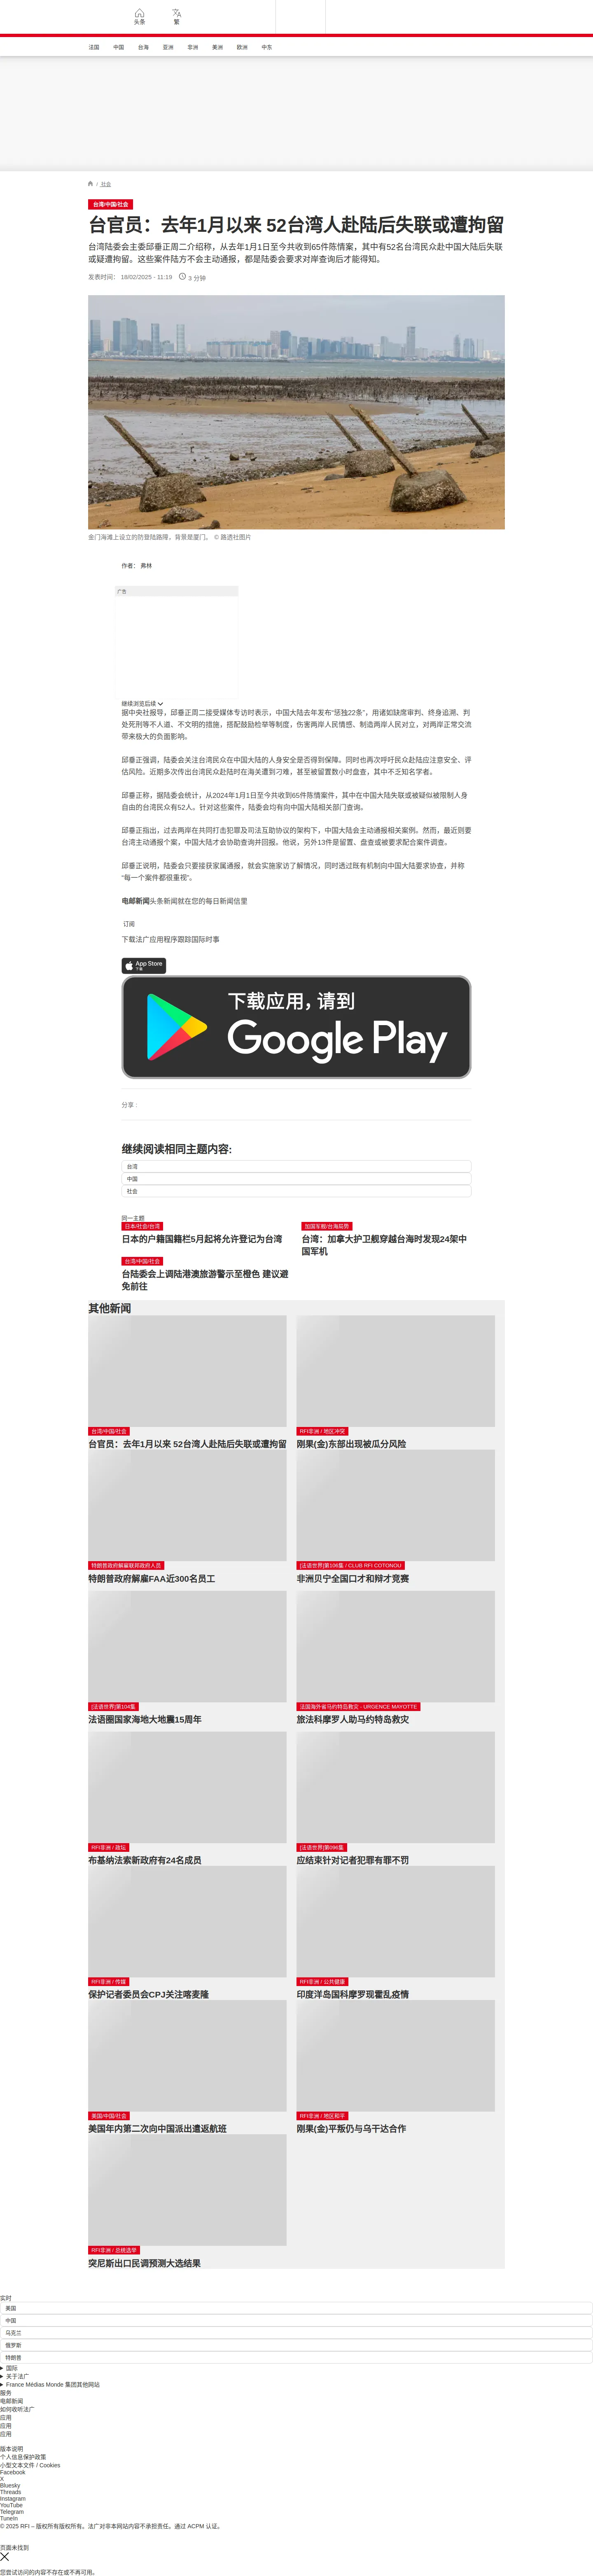 头条
繁
法国
中国
台海
亚洲
非洲
美洲
欧洲
中东
/ 社会
台湾/中国/社会
台官员：去年1月以来 52台湾人赴陆后失联或遭拘留
台湾陆委会主委邱垂正周二介绍称，从去年1月1日至今共收到65件陈情案，其中有52名台湾民众赴中国大陆后失联
或疑遭拘留。这些案件陆方不会主动通报，都是陆委会要求对岸查询后才能得知。
发表时间： 18/02/2025 - 11:19
3 分钟
金门海滩上设立的防登陆路障，背景是厦门。 © 路透社图片
作者： 弗林
广告
继续浏览后续
据中央社报导，邱垂正周二接受媒体专访时表示，中国大陆去年发布“惩独22条”，用诸如缺席审判、终身追溯、判
处死刑等不人道、不文明的措施，搭配鼓励检举等制度，伤害两岸人民情感、制造两岸人民对立，对两岸正常交流
带来极大的负面影响。
邱垂正强调，陆委会关注台湾民众在中国大陆的人身安全是否得到保障。同时也再次呼吁民众赴陆应注意安全、评
估风险。近期多次传出台湾民众赴陆时在海关遭到刁难，甚至被留置数小时盘查，其中不乏知名学者。
邱垂正称，据陆委会统计，从2024年1月1日至今共收到65件陈情案件，其中在中国大陆失联或被疑似被限制人身
自由的台湾民众有52人。针对这些案件，陆委会均有向中国大陆相关部门查询。
邱垂正指出，过去两岸在共同打击犯罪及司法互助协议的架构下，中国大陆会主动通报相关案例。然而，最近则要
台湾主动通报个案，中国大陆才会协助查询并回报。他说，另外13件是留置、盘查或被要求配合案件调查。
邱垂正说明，陆委会只要接获家属通报，就会实施家访了解情况，同时透过既有机制向中国大陆要求协查，并称
“每一个案件都很重视”。
电邮新闻头条新闻就在您的每日新闻信里
订阅
下载法广应用程序跟踪国际时事
App Store
下载
下载应用，请到
Google Play
分享 :
继续阅读相同主题内容:
台湾
中国
社会
同一主题
日本/社会/台湾
日本的户籍国籍栏5月起将允许登记为台湾
加国军舰/台海局势
台湾：加拿大护卫舰穿越台海时发现24架中
国军机
台湾/中国/社会
台陆委会上调陆港澳旅游警示至橙色 建议避
免前往
其他新闻
台湾/中国/社会
台官员：去年1月以来 52台湾人赴陆后失联或遭拘留
RFI非洲 / 地区冲突
刚果(金)东部出现被瓜分风险
特朗普政府解雇联邦政府人员
特朗普政府解雇FAA近300名员工
[法语世界]第106集 / CLUB RFI COTONOU
非洲贝宁全国口才和辩才竞赛
[法语世界]第104集
法语圈国家海地大地震15周年
法国海外省马约特岛救灾 - URGENCE MAYOTTE
旅法科摩罗人助马约特岛救灾
RFI非洲 / 政坛
布基纳法索新政府有24名成员
[法语世界]第096集
应结束针对记者犯罪有罪不罚
RFI非洲 / 传媒
保护记者委员会CPJ关注喀麦隆
RFI非洲 / 公共健康
印度洋岛国科摩罗现霍乱疫情
美国/中国/社会
美国年内第二次向中国派出遣返航班
RFI非洲 / 地区和平
刚果(金)平叛仍与乌干达合作
RFI非洲 / 总统选举
突尼斯出口民调预测大选结果
实时
美国
中国
乌克兰
俄罗斯
特朗普
国际
关于法广
France Médias Monde 集团其他网站
服务
电邮新闻
如何收听法广
应用
应用
应用
版本说明
个人信息保护政策
小型文本文件 / Cookies
Facebook
X
Bluesky
Threads
Instagram
YouTube
Telegram
TuneIn
© 2025 RFI – 版权所有版权所有。法广对非本网站内容不承担责任。通过 ACPM 认证。
页面未找到
您尝试访问的内容不存在或不再可用。